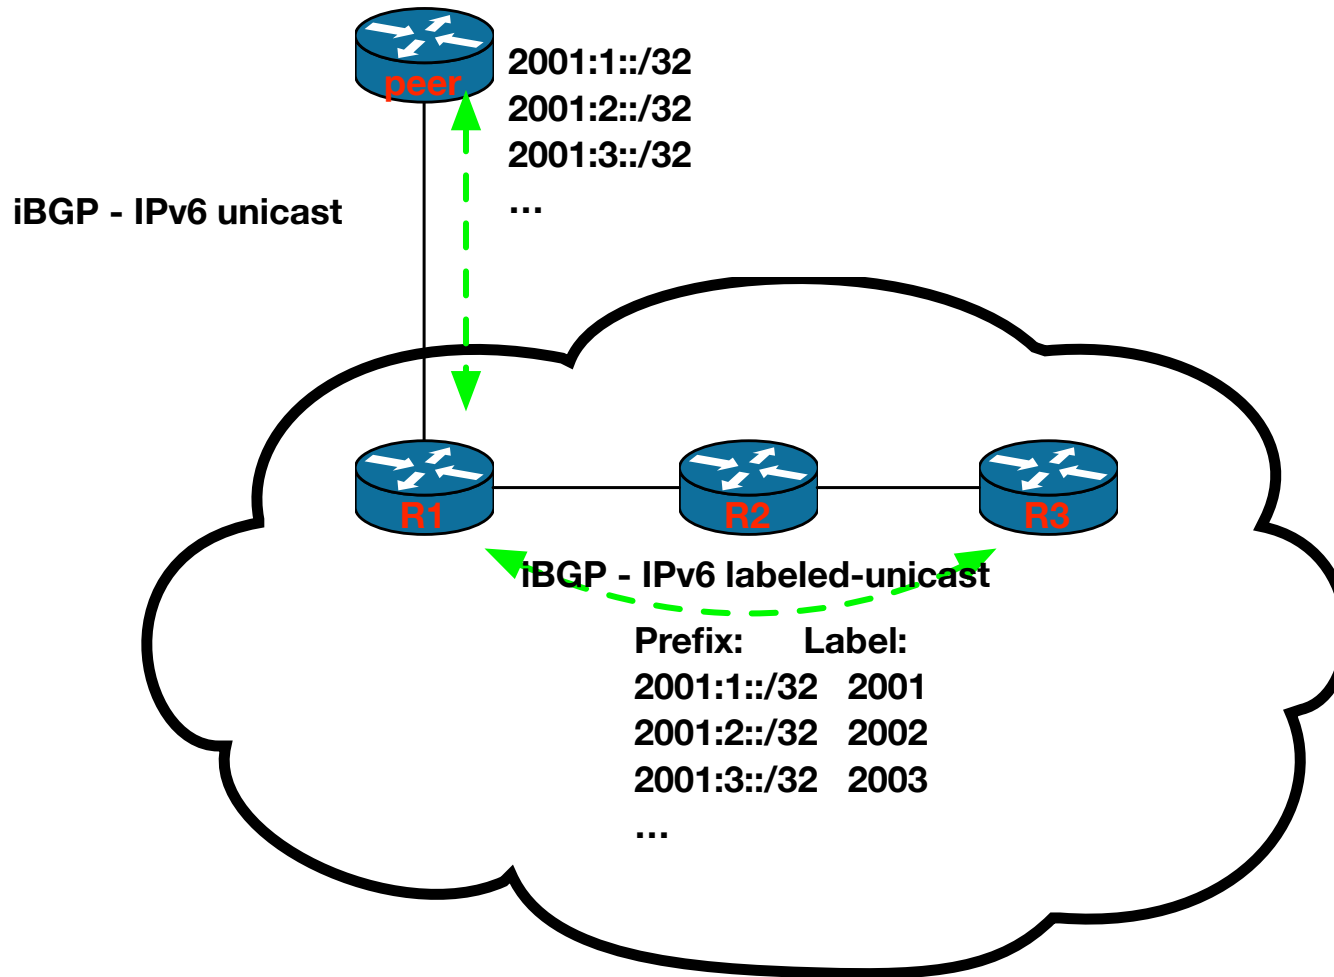 peer
2001:1::/32
2001:2::/32
2001:3::/32
...
iBGP - IPv6 unicast
R1
R2
R3
iBGP - IPv6 labeled-unicast
Prefix: Label:
2001:1::/32 2001
2001:2::/32 2002
2001:3::/32 2003
...